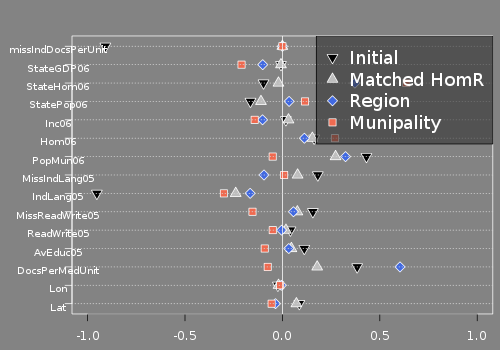 missIndDocsPerUnit
StateGDP06
StateHom06
StatePop06
Inc06
Hom06
PopMun06
MissIndLang05
IndLang05
MissReadWrite05
ReadWrite05
AvEduc05
DocsPerMedUnit
Lon
Lat
Initial
Matched HomR
Region
Munipality
-1.0 -0.5 0.0 0.5 1.0